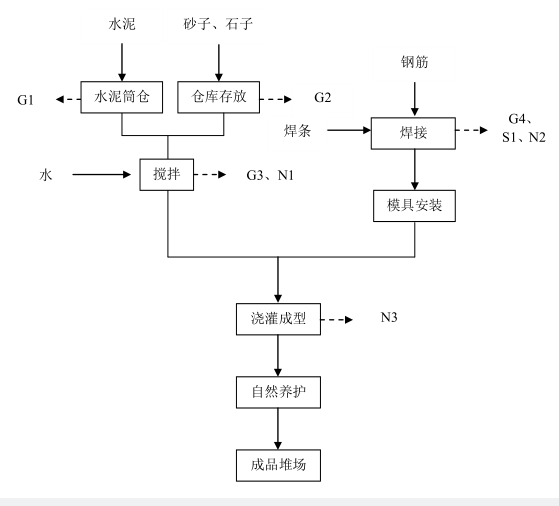 水泥
砂子、石子
钢筋
G1
水泥筒仓
仓库存放
G2
焊条
焊接
G4、
S1、N2
水
搅拌
G3、N1
模具安装
浇灌成型
N3
自然养护
成品堆场